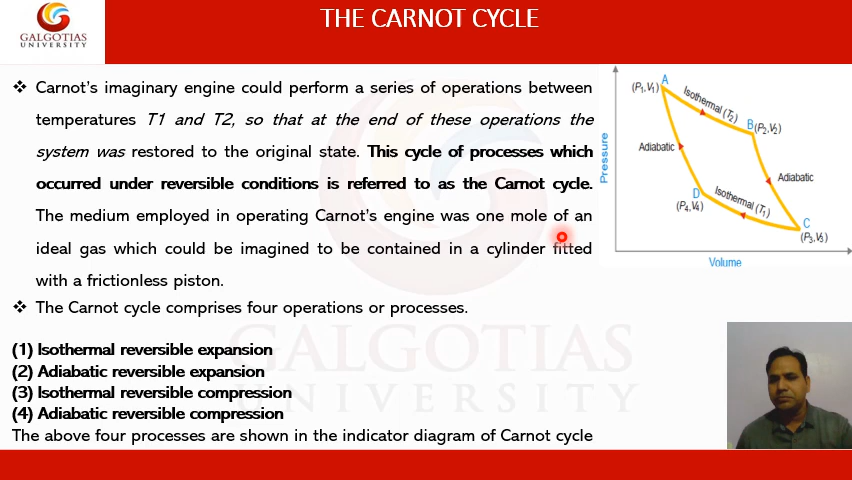 THE CARNOT CYCLE
GALGOTIAS
UNIVERSITY
❖ Carnot's imaginary engine could perform a series of operations between
temperatures T1 and T2, so that at the end of these operations the
system was restored to the original state. This cycle of processes which
occurred under reversible conditions is referred to as the Carnot cycle.
The medium employed in operating Carnot's engine was one mole of an
ideal gas which could be imagined to be contained in a cylinder fitted
with a frictionless piston.
❖ The Carnot cycle comprises four operations or processes.
(1) Isothermal reversible expansion
(2) Adiabatic reversible expansion
(3) Isothermal reversible compression
(4) Adiabatic reversible compression
The above four processes are shown in the indicator diagram of Carnot cycle
A
(P₁,V₁)
Isothermal (T₂)
B
(P₂,V₂)
Adiabatic
Adiabatic
D
(P₄,V₄)
Isothermal (T₁)
C
(P₃,V₃)
Pressure
Volume
GALGOTIAS
UNIVERSITY